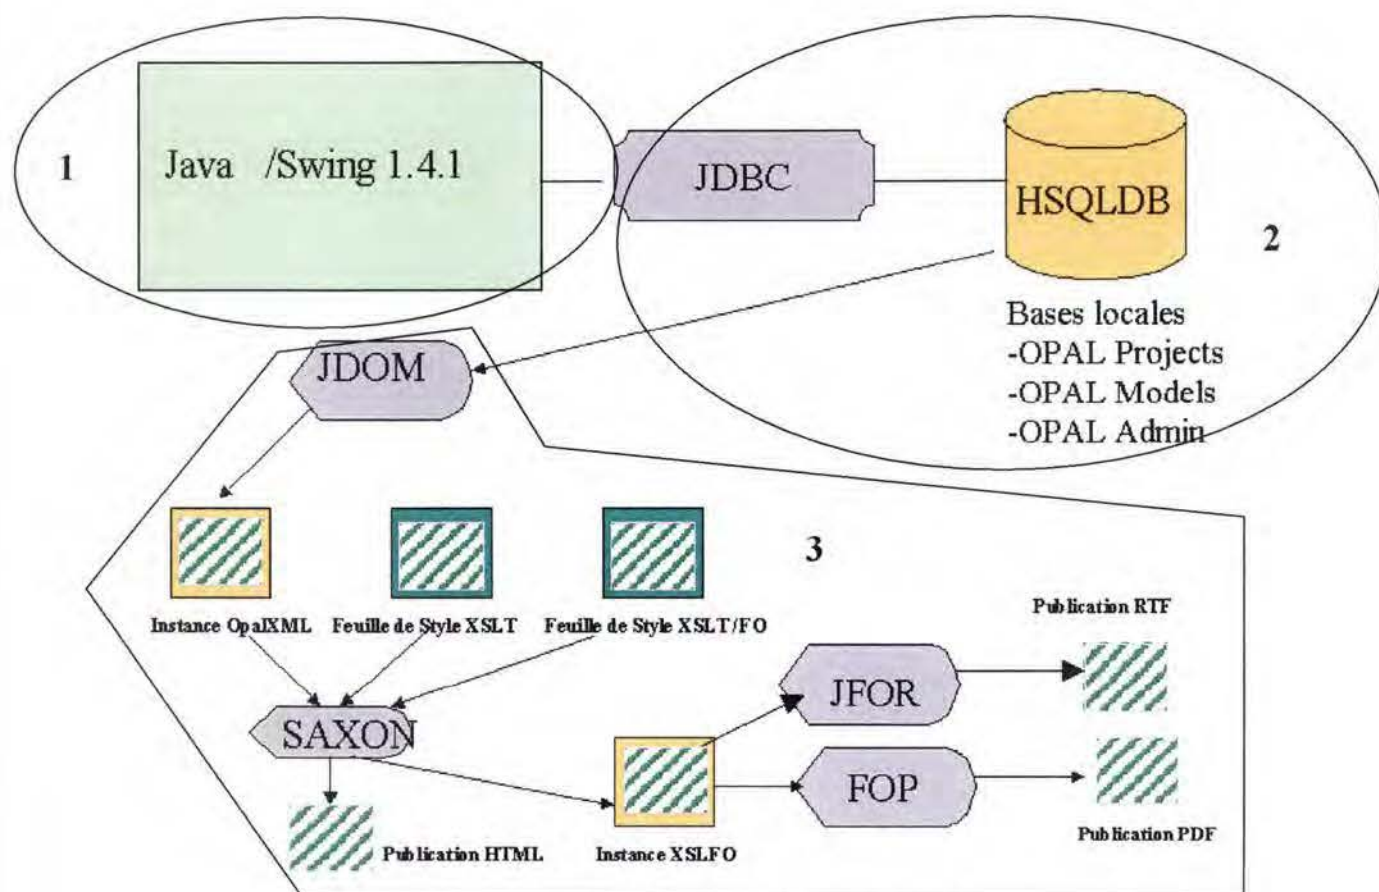 1
Java /Swing 1.4.1
JDBC
HSQLDB
2
Bases locales
-OPAL Projects
-OPAL Models
-OPAL Admin
JDOM
3
Instance OpalXML
Feuille de Style XSLT
Feuille de Style XSLT/FO
Publication RTF
SAXON
JFOR
FOP
Publication HTML
Instance XSLFO
Publication PDF